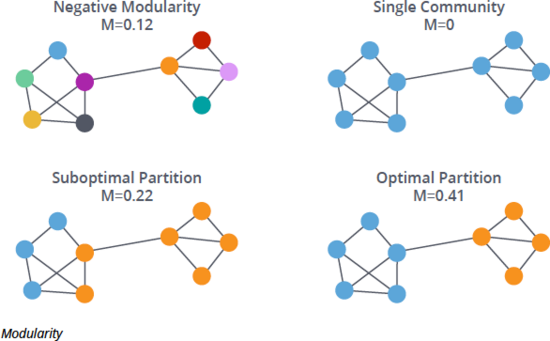 Negative Modularity
M=0.12
Single Community
M=0
Suboptimal Partition
M=0.22
Optimal Partition
M=0.41
Modularity